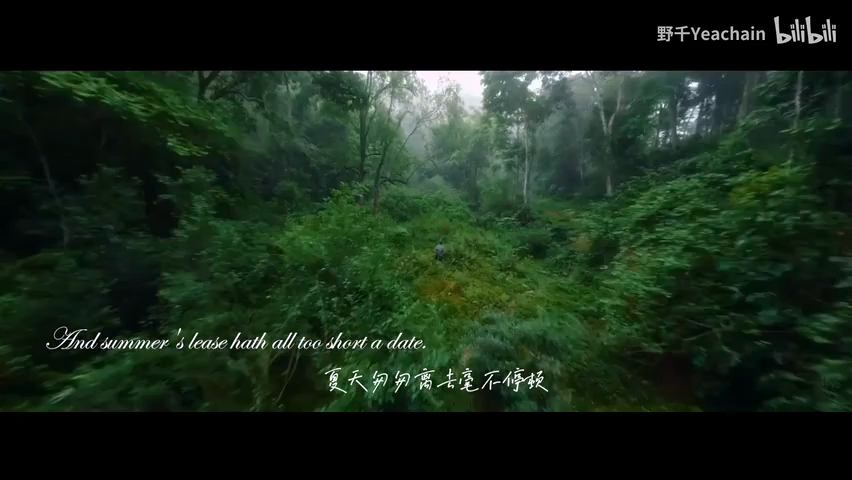 野千Yeachain bilibili
And summer's lease hath all too short a date.
夏天匆匆离去毫不停顿